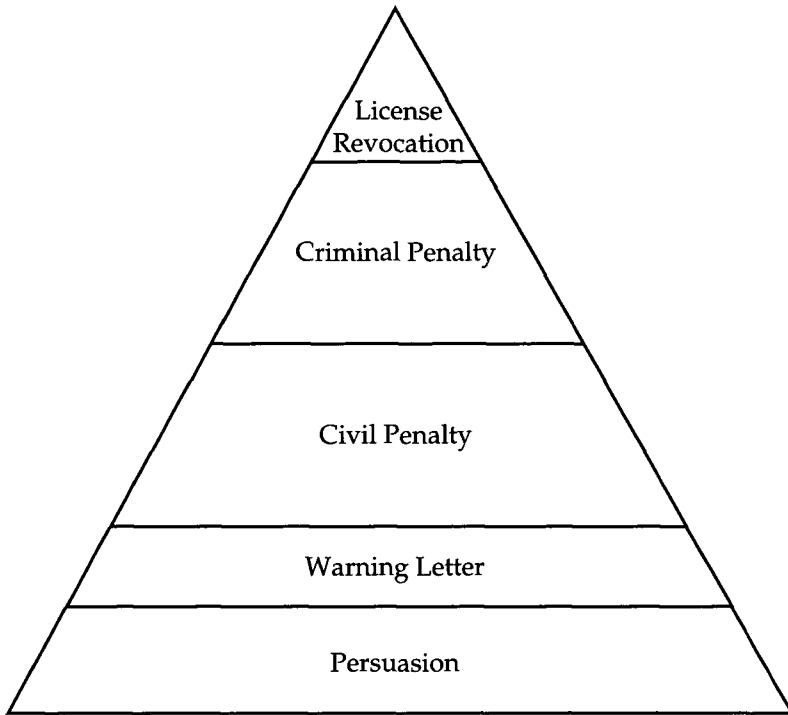 License
Revocation
Criminal Penalty
Civil Penalty
Warning Letter
Persuasion